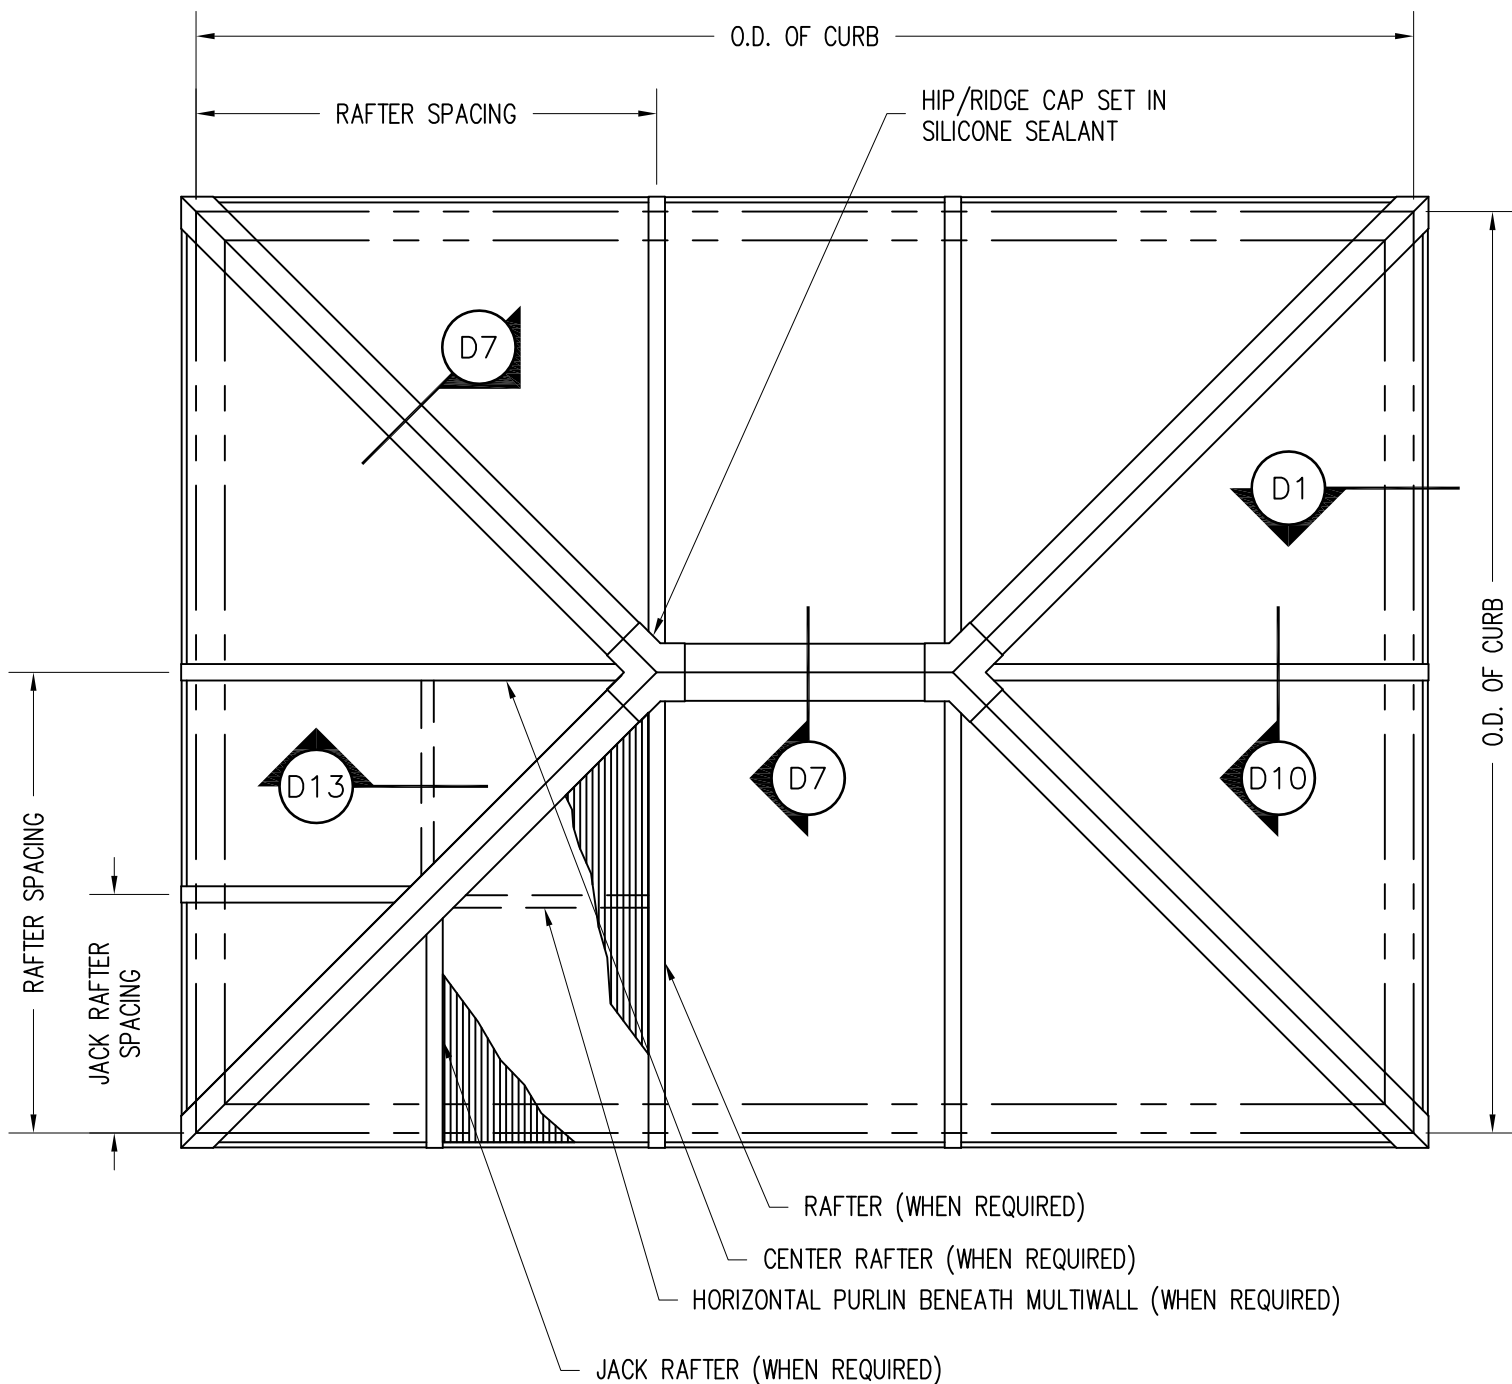 O.D. OF CURB
RAFTER SPACING
HIP/RIDGE CAP SET IN
SILICONE SEALANT
D7
D1
O.D. OF CURB
D13
D7
D10
RAFTER SPACING
JACK RAFTER
SPACING
RAFTER (WHEN REQUIRED)
CENTER RAFTER (WHEN REQUIRED)
HORIZONTAL PURLIN BENEATH MULTIWALL (WHEN REQUIRED)
JACK RAFTER (WHEN REQUIRED)